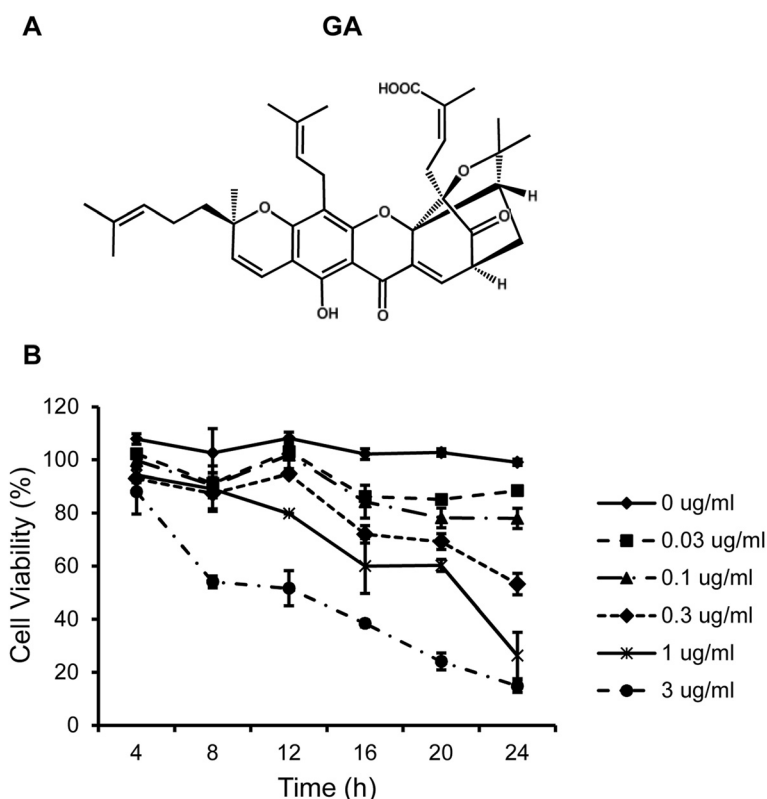 A
GA
HOOC
O
H
O
O
O
H
OH
O
B
120
100
80
60
40
20
0
Cell Viability (%)
4 8 12 16 20 24
Time (h)
0 ug/ml
0.03 ug/ml
0.1 ug/ml
0.3 ug/ml
1 ug/ml
3 ug/ml